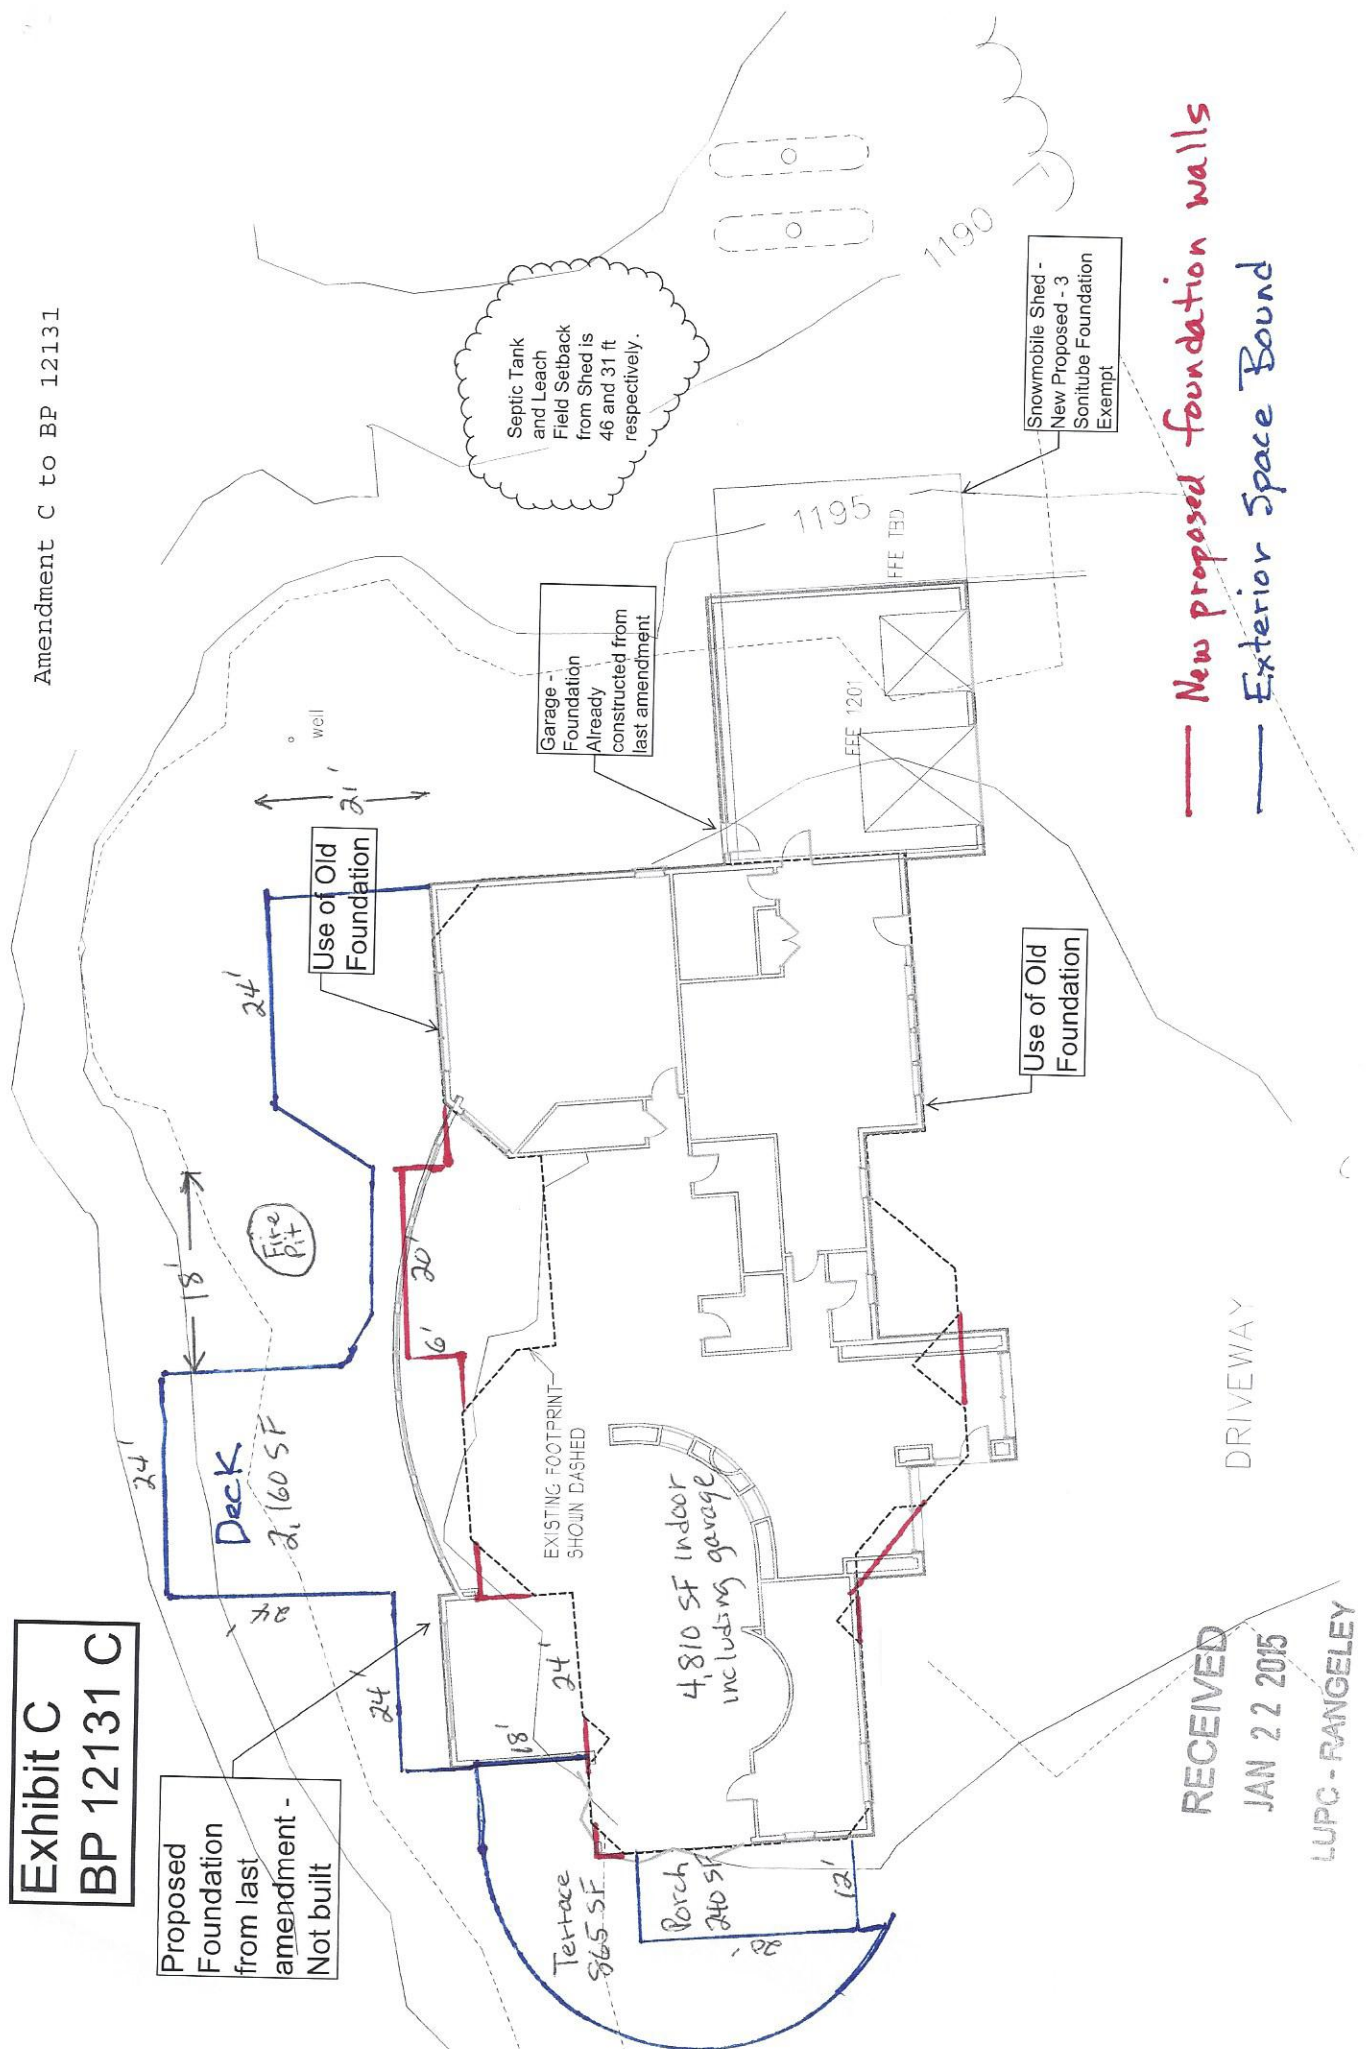 Exhibit C
BP 12131 C
Amendment C to BP 12131
Proposed
Foundation
from last
amendment -
Not built
24'
24'
24'
Deck
2,160 SF
18'
Fire
Pit
24'
21'
well
Use of Old
Foundation
Septic Tank
and Leach
Field Setback
from Shed is
46 and 31 ft
respectively.
Garage -
Foundation
Already
constructed from
last amendment
Terrace
865 SF
Porch
240 SF
20'
12'
18'
24'
6'
20'
EXISTING FOOTPRINT
SHOWN DASHED
4,810 SF indoor
including garage
FFE 1201
FFE TBD
1195
1190
Snowmobile Shed -
New Proposed - 3
Sonitube Foundation
Exempt
Use of Old
Foundation
DRIVEWAY
New proposed foundation walls
Exterior Space Bound
RECEIVED
JAN 22 2015
LUPC - RANGELEY